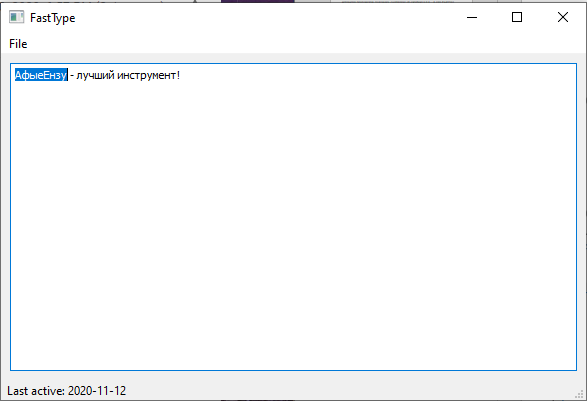 FastType
File
АфыеЕнзу - лучший инструмент!
Last active: 2020-11-12